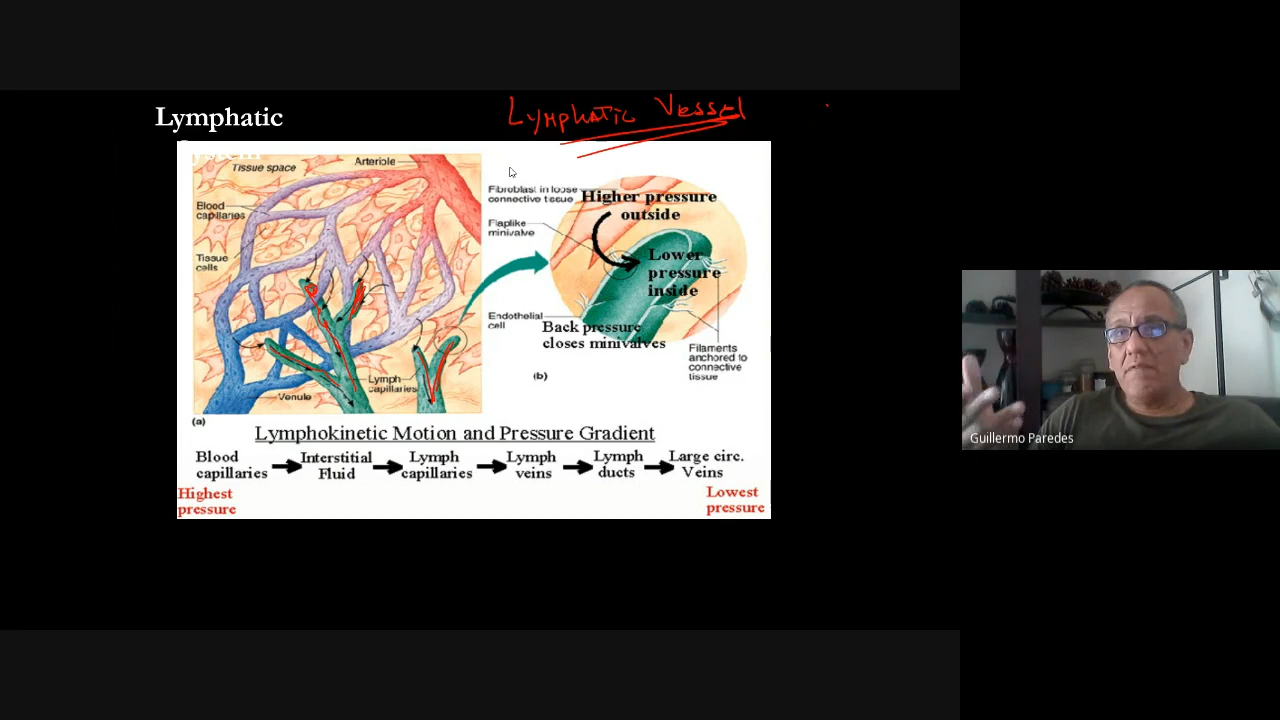 Lymphatic
Lymphatic Vessel
Tissue space
Arteriole
Blood
capillaries
Tissue
cells
Lymph
capillaries
Venule
(a)
Fibroblast in loose
connective tissue
Flaplike
minivalve
Endothelial
cell
Higher pressure
outside
Lower
pressure
inside
Back pressure
closes minivalves
Filaments
anchored to
connective
tissue
(b)
Lymphokinetic Motion and Pressure Gradient
Blood capillaries
Interstitial Fluid
Lymph capillaries
Lymph veins
Lymph ducts
Large circ. Veins
Highest
pressure
Lowest
pressure
Guillermo Paredes